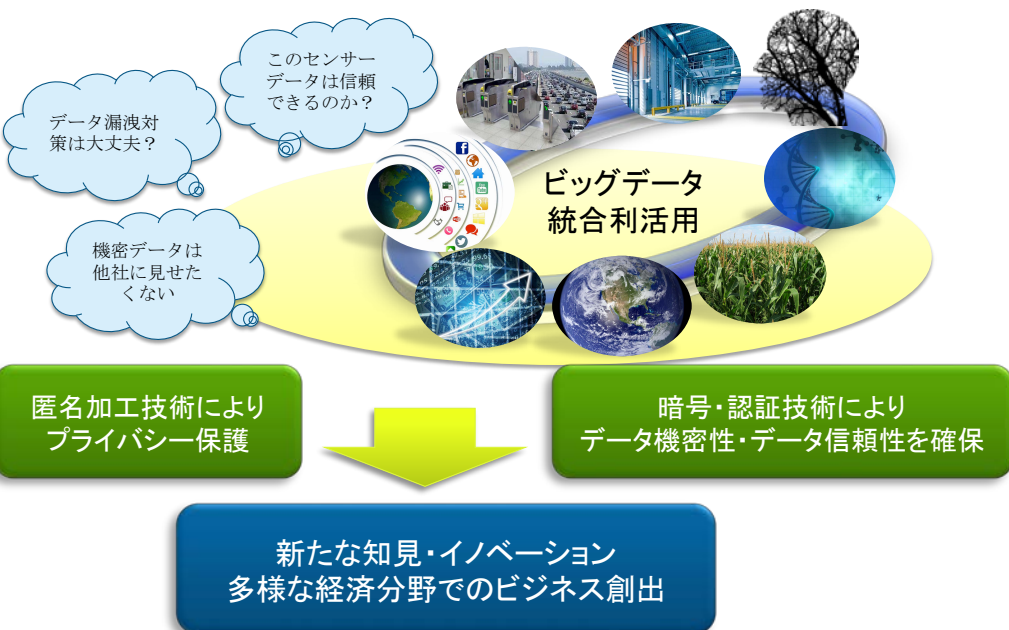 このセンサー
データは信頼
できるのか？
データ漏洩対
策は大丈夫？
機密データは
他社に見せた
くない
ビッグデータ
統合利活用
匿名加工技術により
プライバシー保護
暗号・認証技術により
データ機密性・データ信頼性を確保
新たな知見・イノベーション
多様な経済分野でのビジネス創出